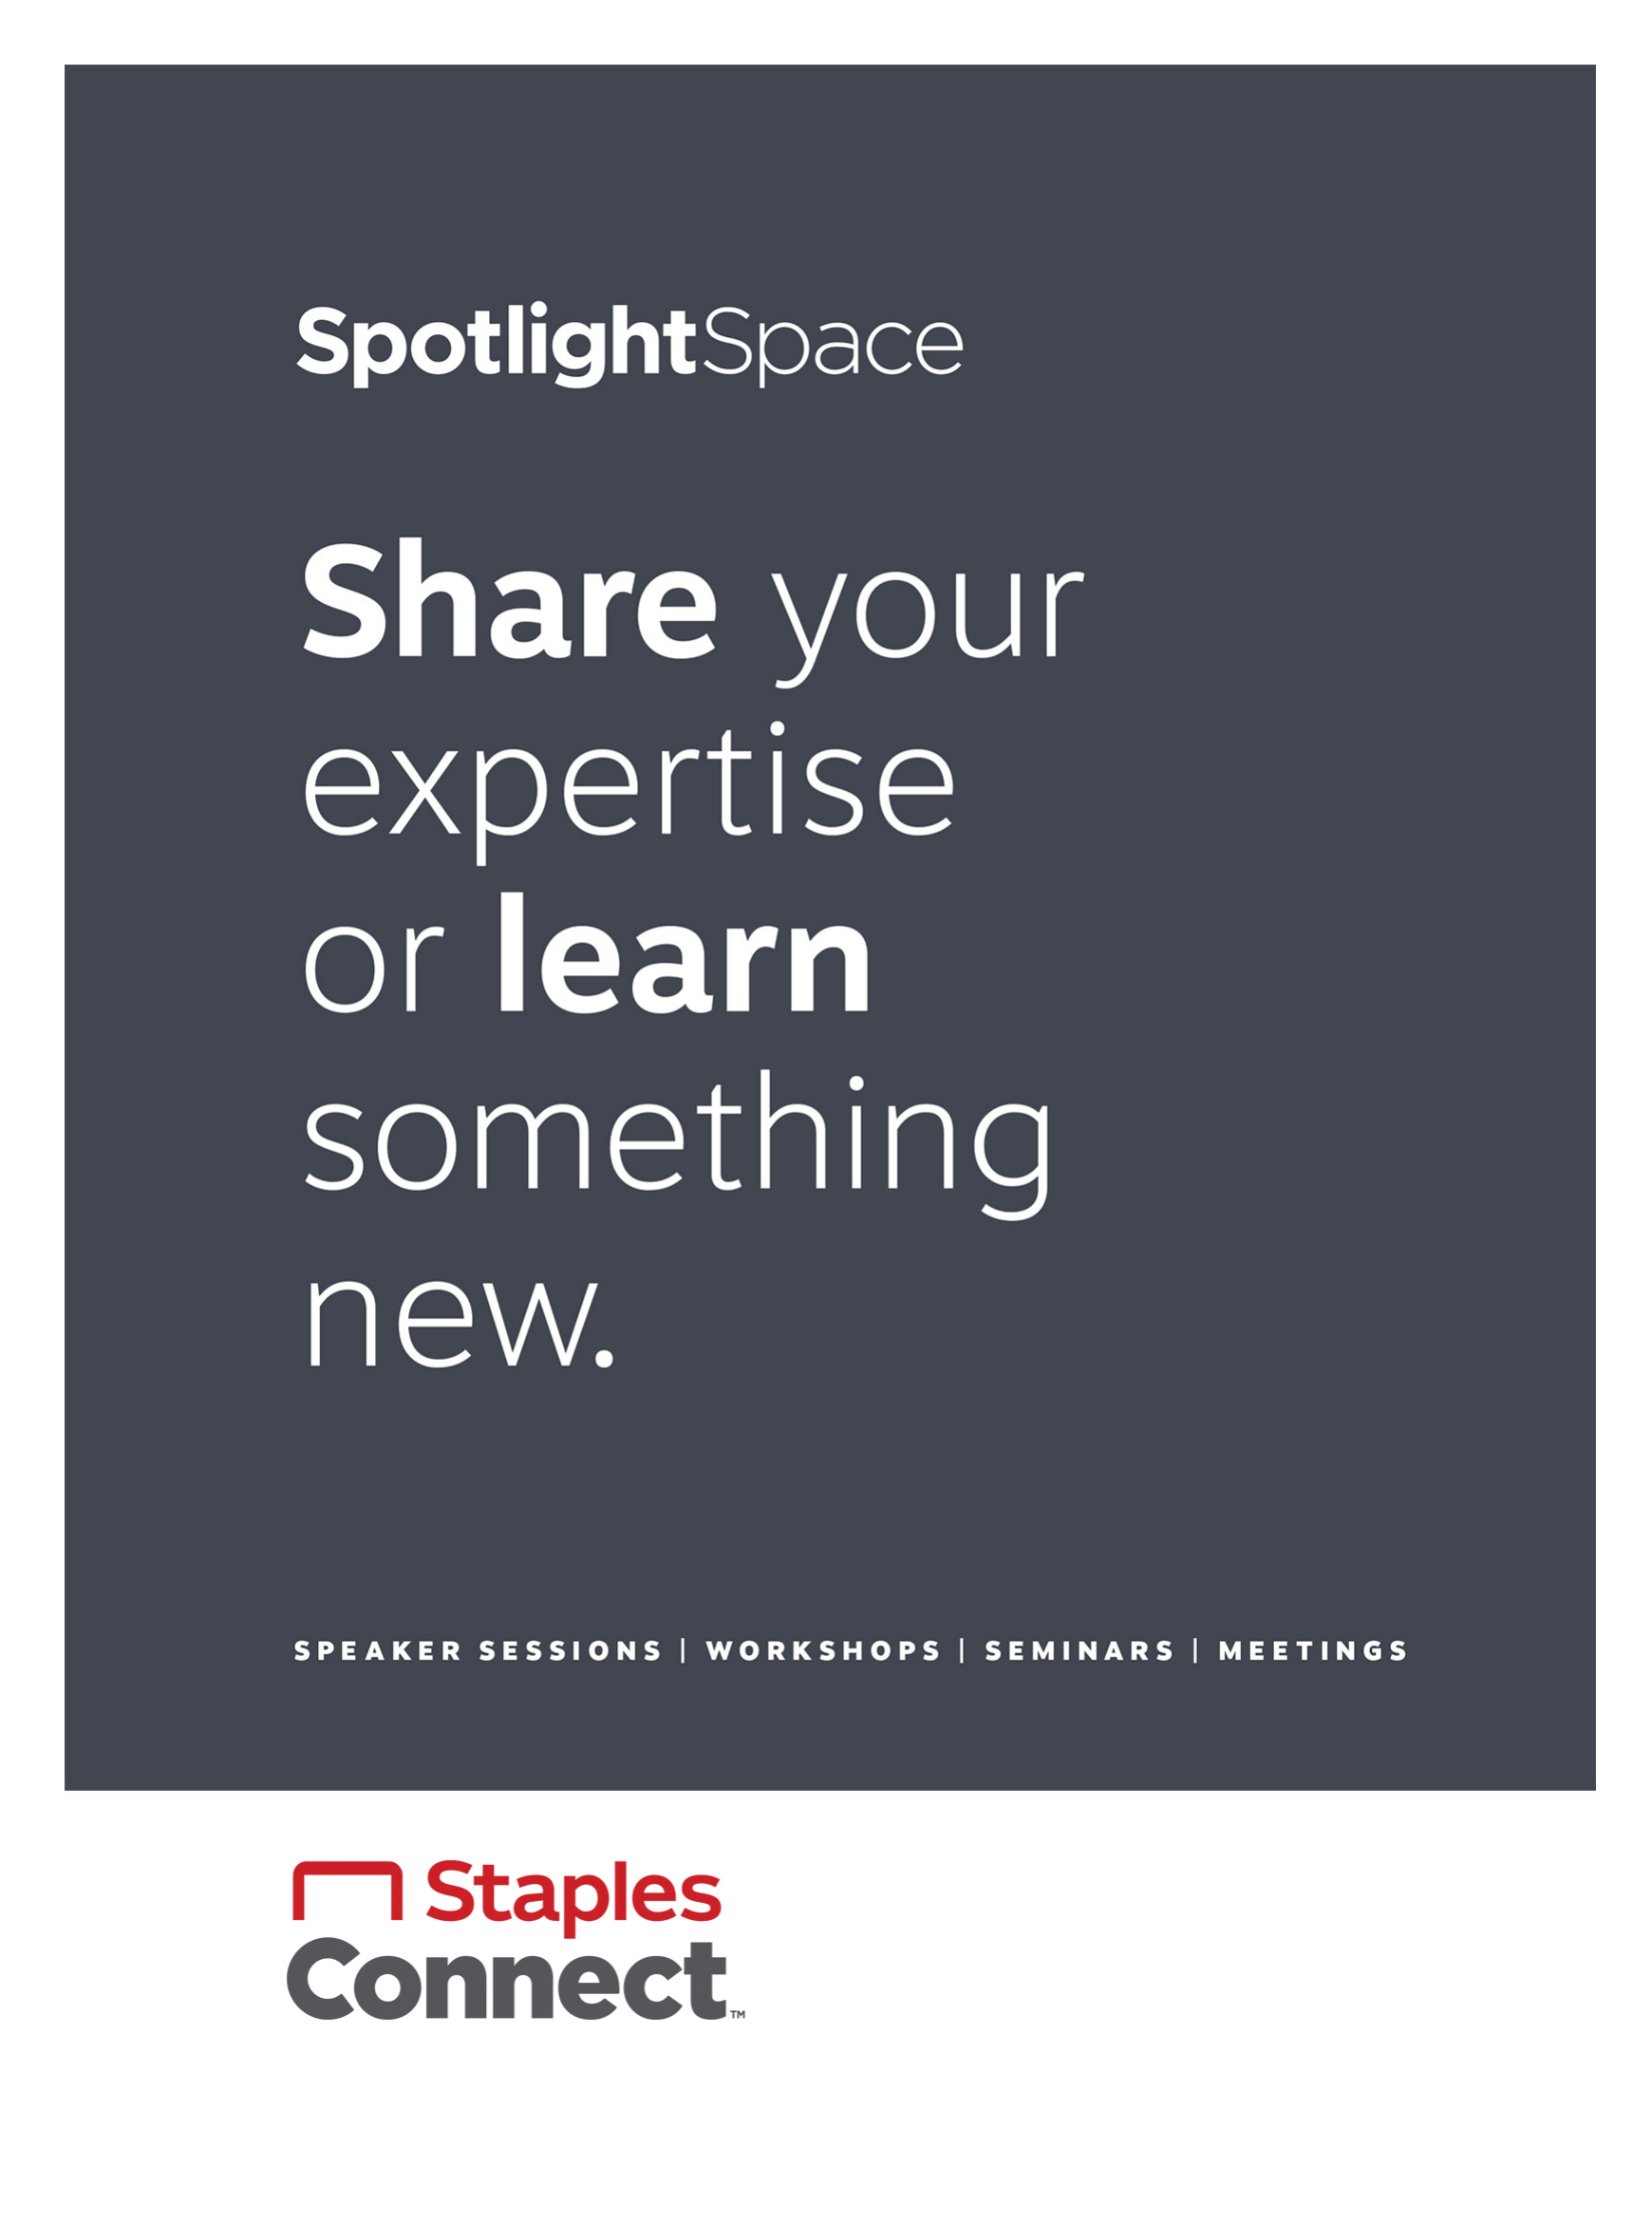 SpotlightSpace
Share your
expertise
or learn
something
new.
SPEAKER SESSIONS | WORKSHOPS | SEMINARS | MEETINGS
Staples
Connect™